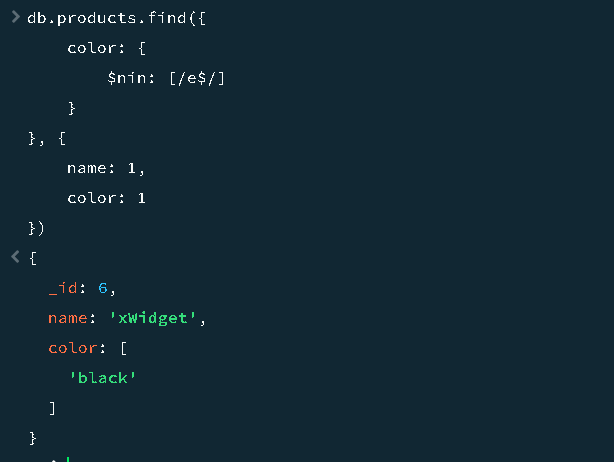 db.products.find({
color: {
$nin: [/e$/]
}
}, {
name: 1,
color: 1
})
{
_id: 6,
name: 'xWidget',
color: [
'black'
]
}